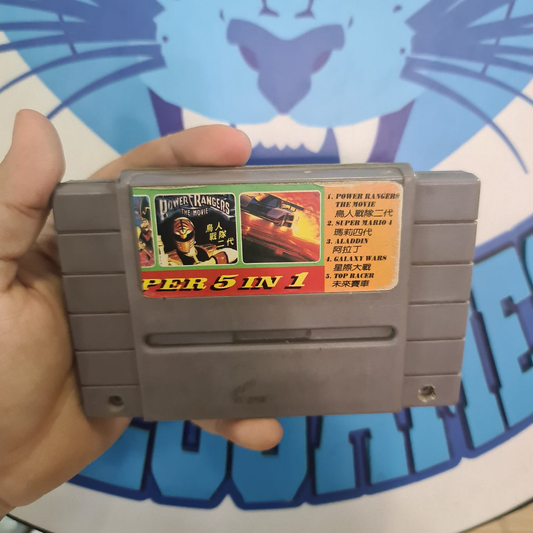 POWER RANGERS
THE MOVIE
鳥人
戰隊
二代
PER 5 IN 1
1. POWER RANGERS
THE MOVIE
鳥人戰隊二代
2. SUPER MARIO 4
瑪莉四代
3. ALADDIN
阿拉丁
4. GALAXY WARS
星際大戰
5. TOP RACER
未來賽車